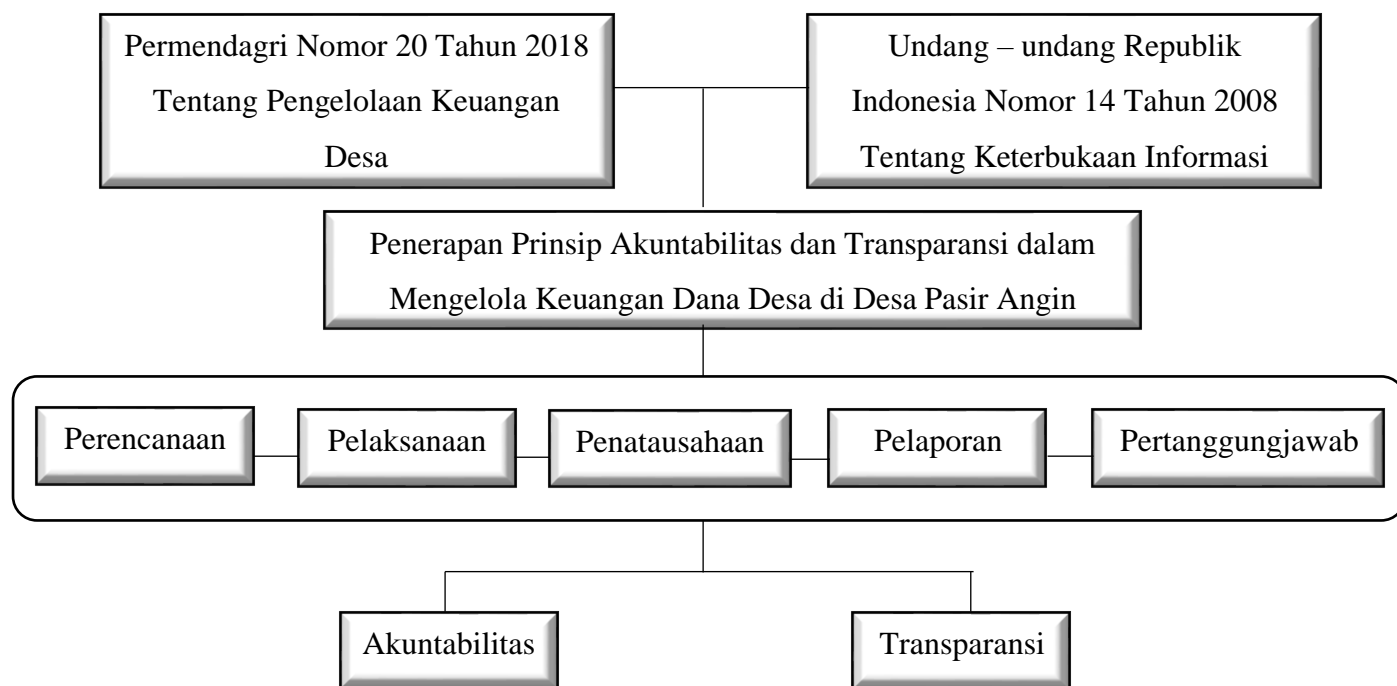 Permendagri Nomor 20 Tahun 2018
Tentang Pengelolaan Keuangan
Desa
Undang – undang Republik
Indonesia Nomor 14 Tahun 2008
Tentang Keterbukaan Informasi
Penerapan Prinsip Akuntabilitas dan Transparansi dalam
Mengelola Keuangan Dana Desa di Desa Pasir Angin
Perencanaan
Pelaksanaan
Penatausahaan
Pelaporan
Pertanggungjawab
Akuntabilitas
Transparansi